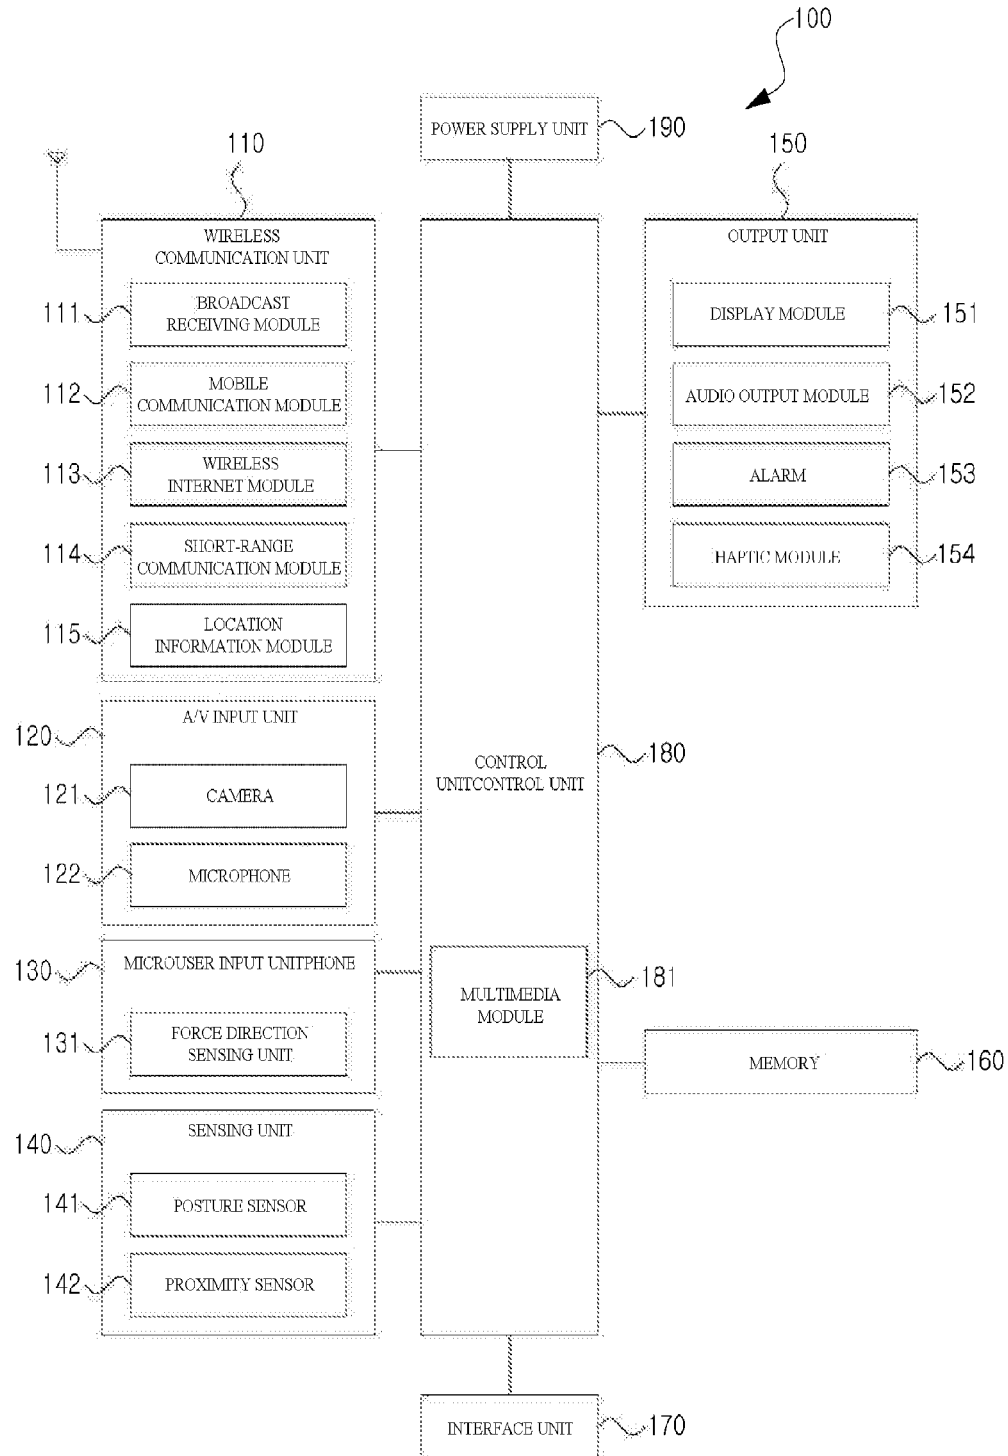 100
POWER SUPPLY UNIT
190
110
150
WIRELESS
COMMUNICATION UNIT
111
BROADCAST
RECEIVING MODULE
112
MOBILE
COMMUNICATION MODULE
113
WIRELESS
INTERNET MODULE
114
SHORT-RANGE
COMMUNICATION MODULE
115
LOCATION
INFORMATION MODULE
OUTPUT UNIT
DISPLAY MODULE
151
AUDIO OUTPUT MODULE
152
ALARM
153
HAPTIC MODULE
154
120
A/V INPUT UNIT
121
CAMERA
122
MICROPHONE
CONTROL
UNITCONTROL UNIT
180
130
MICROUSER INPUT UNITPHONE
131
FORCE DIRECTION
SENSING UNIT
MULTIMEDIA
MODULE
181
MEMORY
160
140
SENSING UNIT
141
POSTURE SENSOR
142
PROXIMITY SENSOR
INTERFACE UNIT
170